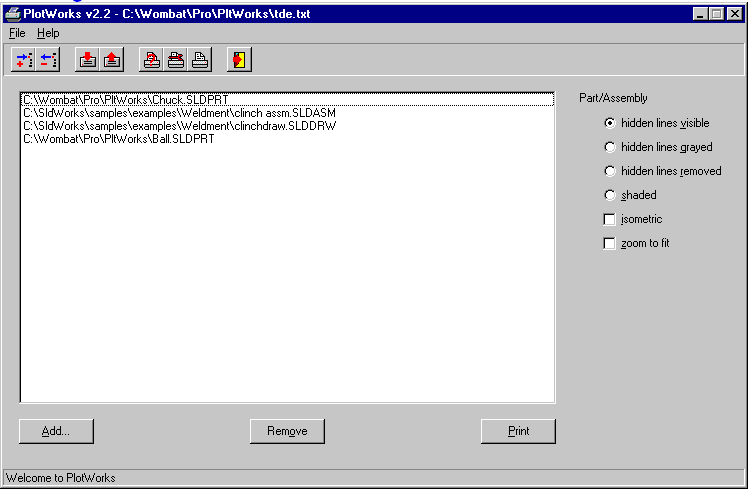 PlotWorks v2.2 - C:\Wombat\Pro\PltWorks\tde.txt
File Help
C:\Wombat\Pro\PltWorks\Chuck.SLDPRT
C:\SldWorks\samples\examples\Weldment\clinch assm.SLDASM
C:\SldWorks\samples\examples\Weldment\clinchdraw.SLDDRW
C:\Wombat\Pro\PltWorks\Ball.SLDPRT
Part/Assembly
hidden lines visible
hidden lines grayed
hidden lines removed
shaded
isometric
zoom to fit
Add... Remove Print
Welcome to PlotWorks